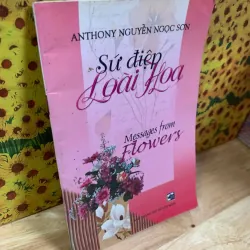 ANTHONY NGUYỄN NGỌC SƠN
Sứ điệp
Loài Hoa
Messages from
Flowers